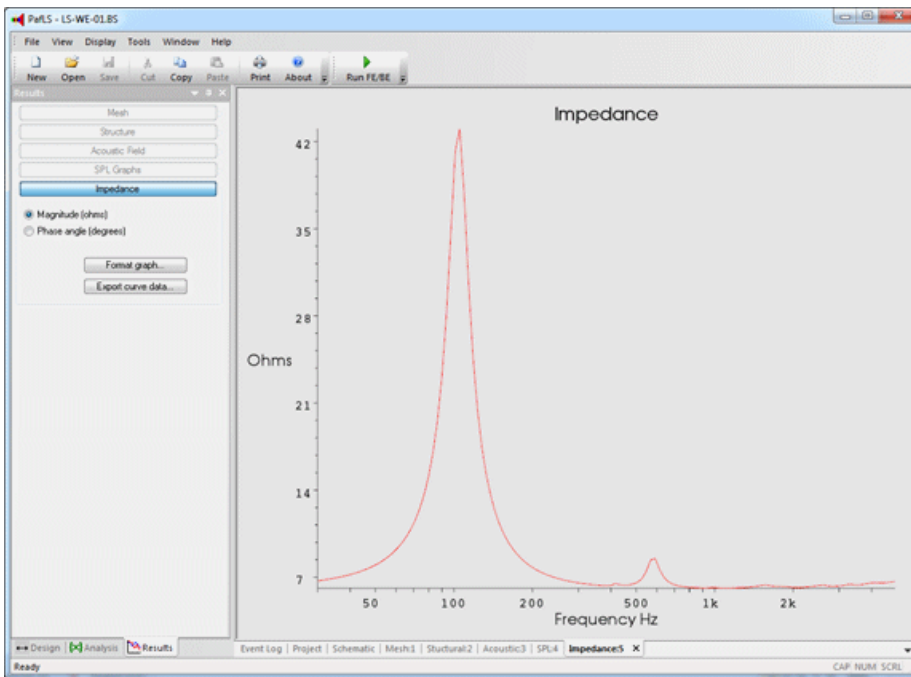 PafLS - LS-WE-01.BS
File View Display Tools Window Help
New Open Save Cut Copy Paste Print About Run FE/BE
Results
Mesh
Structure
Acoustic Field
SPL Graphs
Impedance
Magnitude (ohms)
Phase angle (degrees)
Format graph...
Export curve data...
Impedance
42
35
28
Ohms
21
14
7
50 100 200 500 1k 2k
Frequency Hz
Design Analysis Results
Event Log Project Schematic Mesh:1 Stuctural:2 Acoustic:3 SPL:4 Impedance:5 X
Ready
CAP NUM SCRL